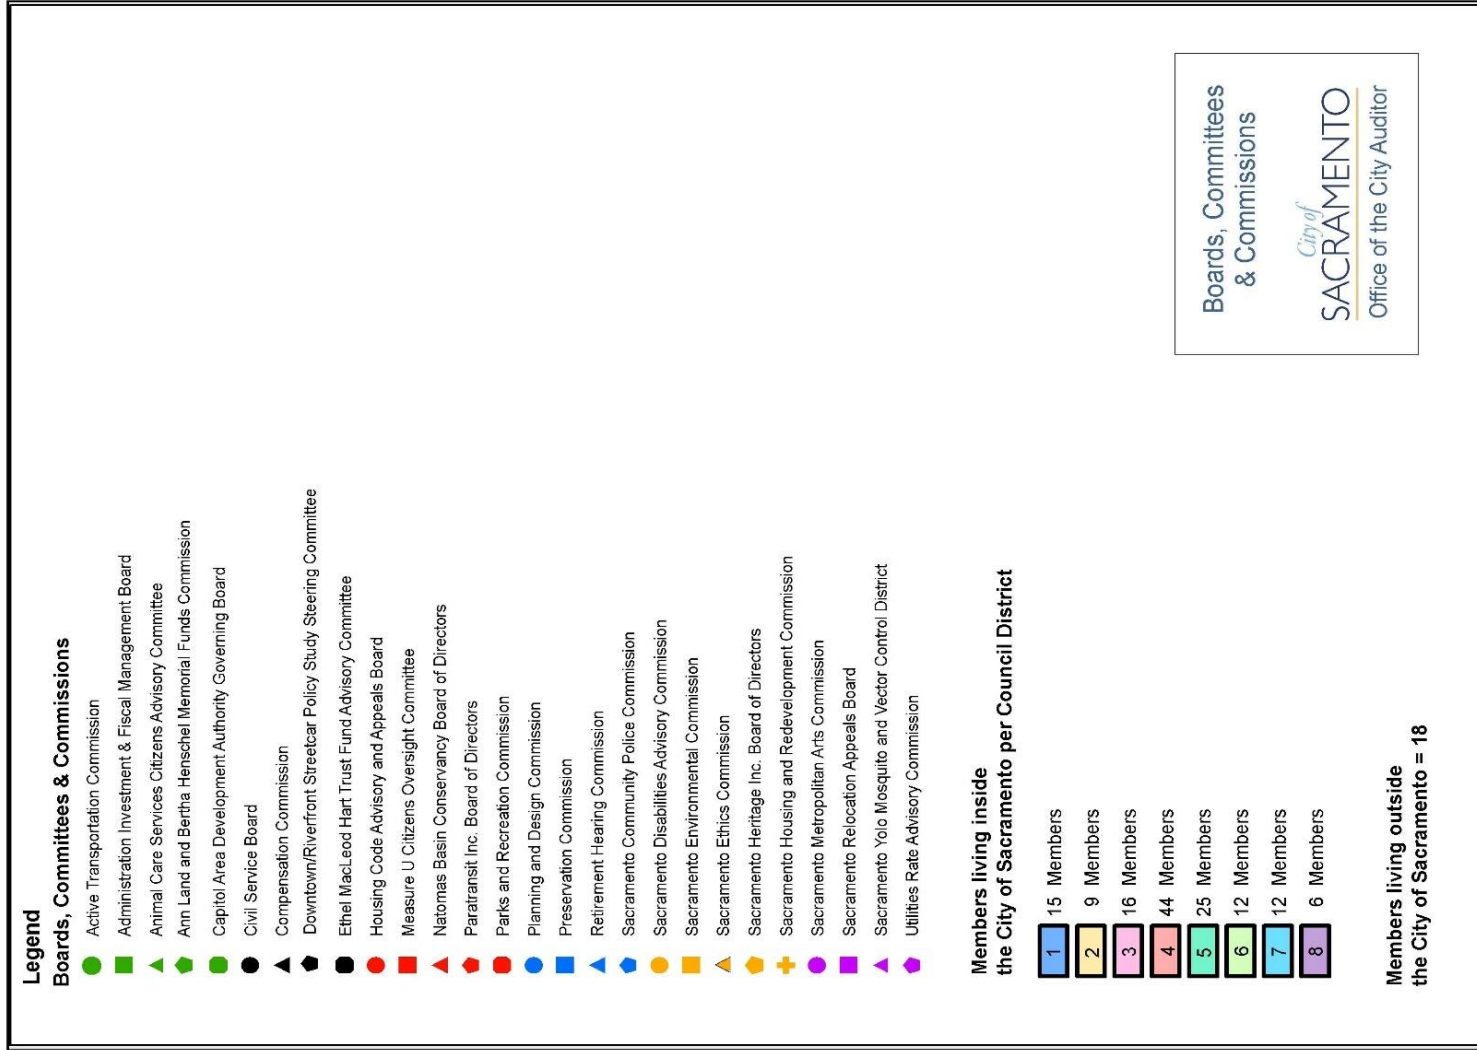 Legend
Boards, Committees & Commissions
Active Transportation Commission
Administration Investment & Fiscal Management Board
Animal Care Services Citizens Advisory Committee
Ann Land and Bertha Henschel Memorial Funds Commission
Capitol Area Development Authority Governing Board
Civil Service Board
Compensation Commission
Downtown/Riverfront Streetcar Policy Study Steering Committee
Ethel MacLeod Hart Trust Fund Advisory Committee
Housing Code Advisory and Appeals Board
Measure U Citizens Oversight Committee
Natomas Basin Conservancy Board of Directors
Paratransit Inc. Board of Directors
Parks and Recreation Commission
Planning and Design Commission
Preservation Commission
Retirement Hearing Commission
Sacramento Community Police Commission
Sacramento Disabilities Advisory Commission
Sacramento Environmental Commission
Sacramento Ethics Commission
Sacramento Heritage Inc. Board of Directors
Sacramento Housing and Redevelopment Commission
Sacramento Metropolitan Arts Commission
Sacramento Relocation Appeals Board
Sacramento Yolo Mosquito and Vector Control District
Utilities Rate Advisory Commission
Members living inside
the City of Sacramento per Council District
1 15 Members
2 9 Members
3 16 Members
4 44 Members
5 25 Members
6 12 Members
7 12 Members
8 6 Members
Members living outside
the City of Sacramento = 18
Boards, Committees
& Commissions
City of
SACRAMENTO
Office of the City Auditor